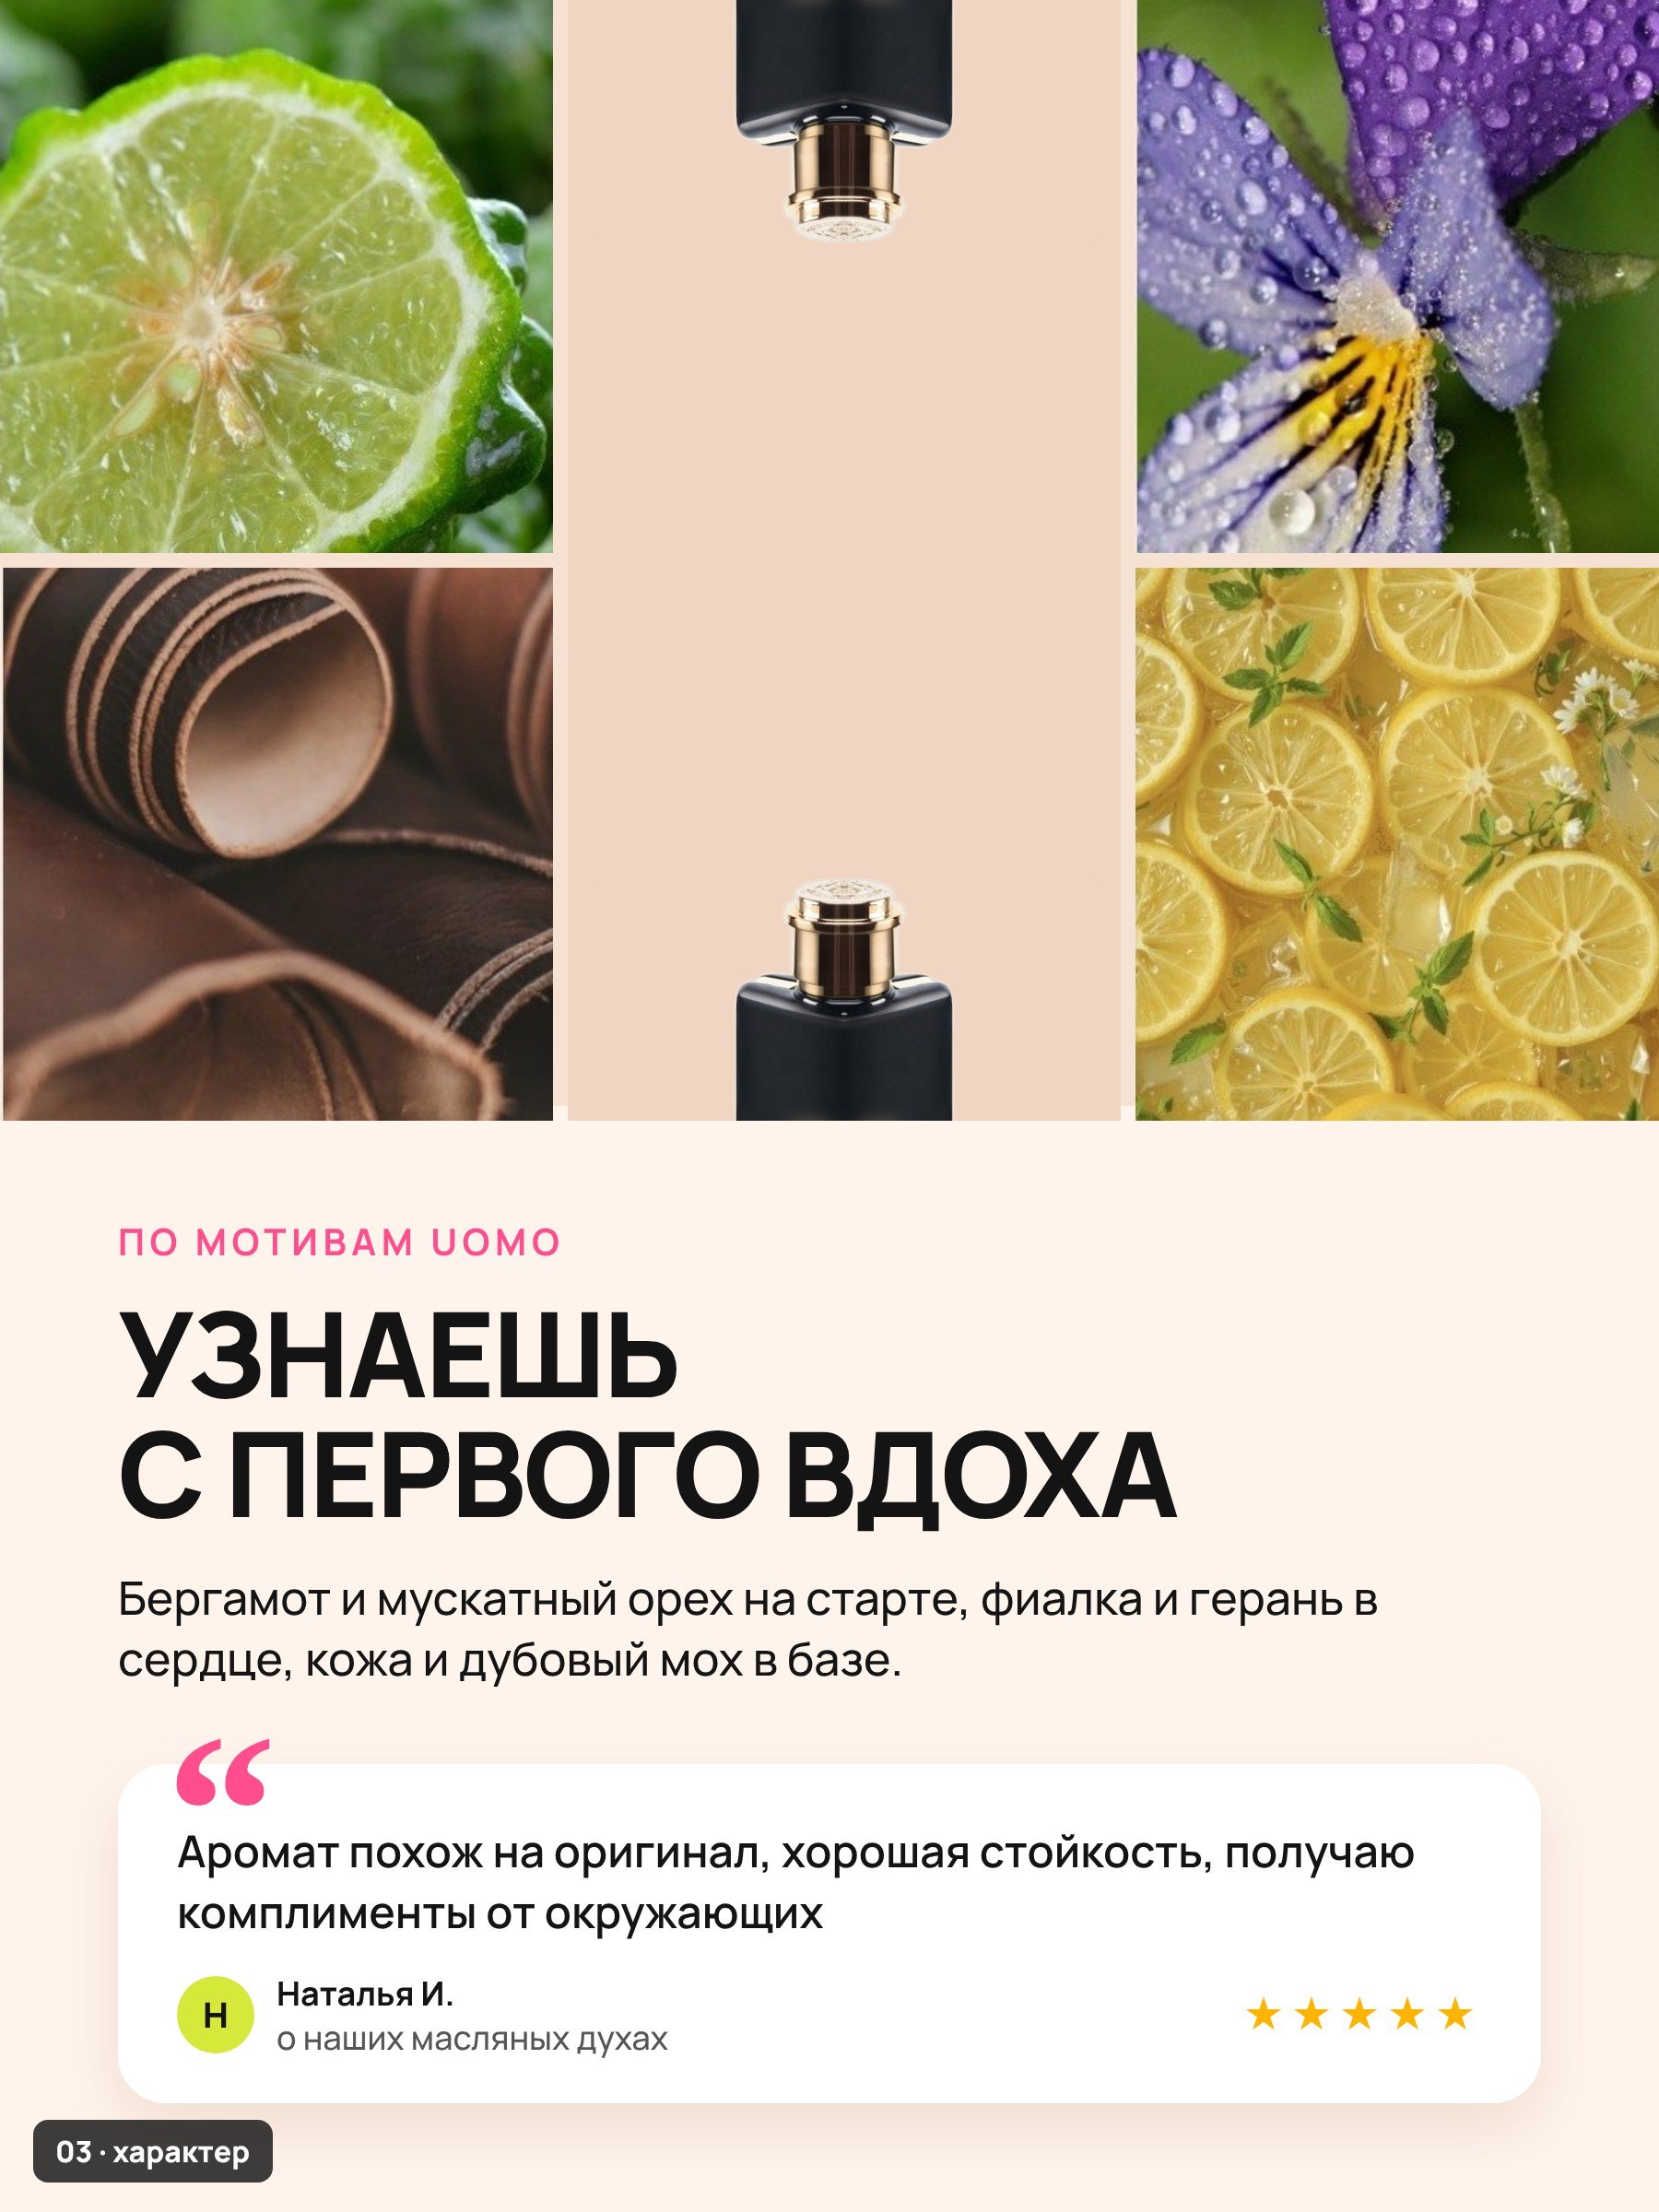 ПО МОТИВАМ UOMO
УЗНАЕШЬ
С ПЕРВОГО ВДОХА
Бергамот и мускатный орех на старте, фиалка и герань в
сердце, кожа и дубовый мох в базе.
“
Аромат похож на оригинал, хорошая стойкость, получаю
комплименты от окружающих
Н
Наталья И.
о наших масляных духах
★★★★★
03 · характер